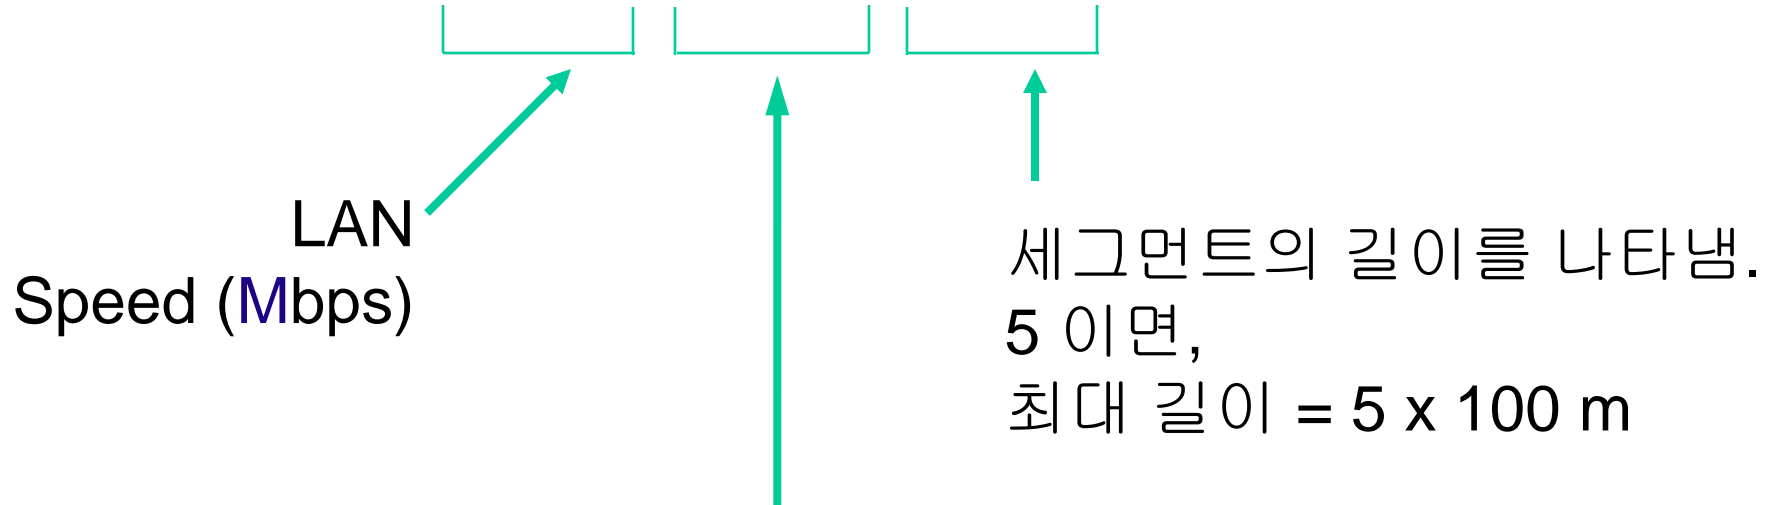 LAN
Speed (Mbps)
세그먼트의 길이를 나타냄.
5 이면,
최대 길이 = 5 x 100 m